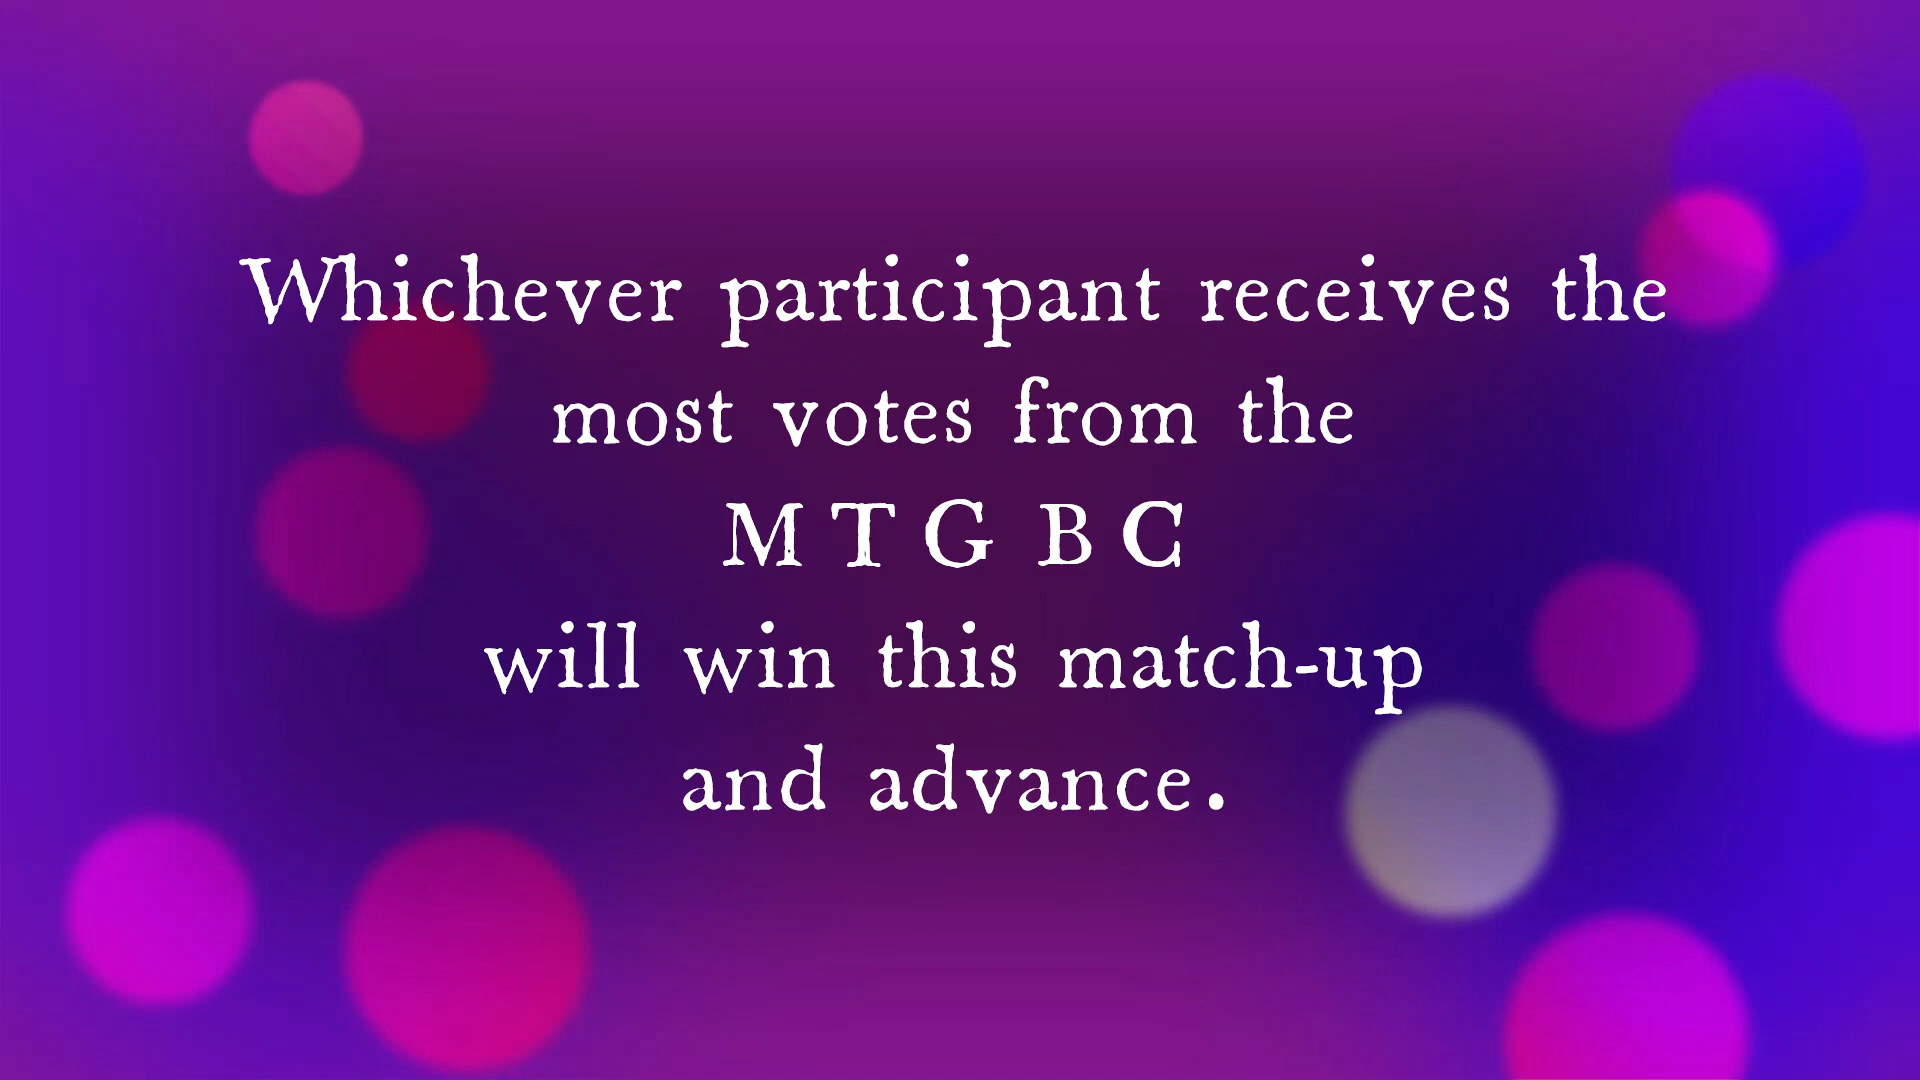 Whichever participant receives the
most votes from the
M T G B C
will win this match-up
and advance.